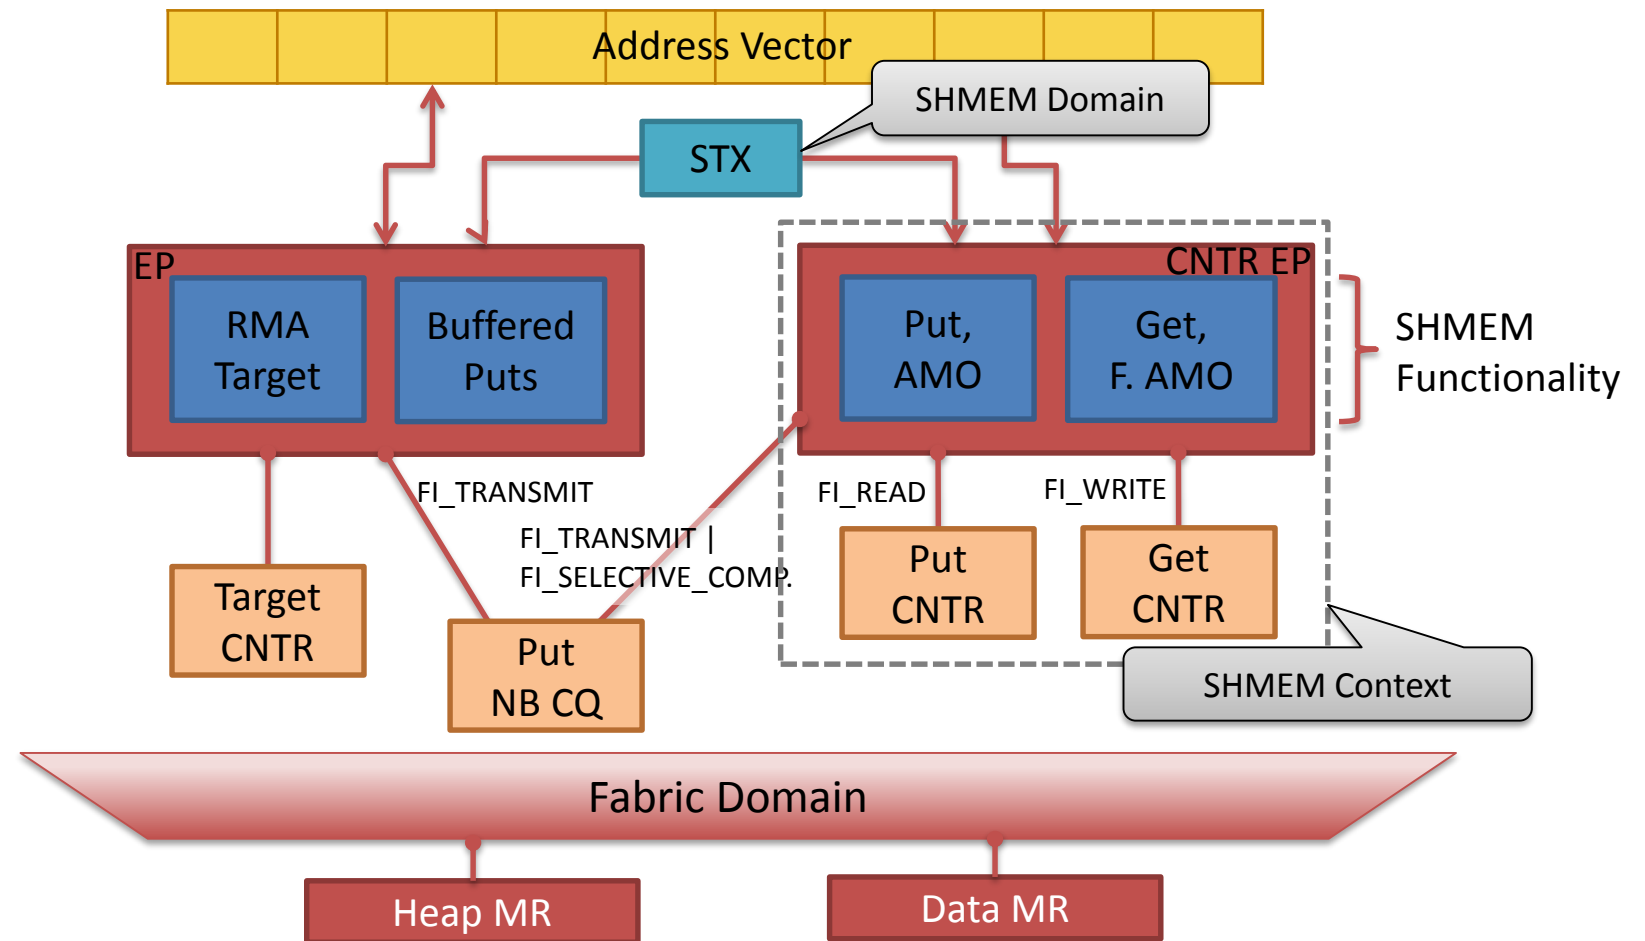 Address Vector
SHMEM Domain
STX
EP
RMA
Target
Buffered
Puts
CNTR EP
Put,
AMO
Get,
F. AMO
SHMEM
Functionality
FI_TRANSMIT
FI_TRANSMIT |
FI_SELECTIVE_COMP.
FI_READ
FI_WRITE
Target
CNTR
Put
NB CQ
Put
CNTR
Get
CNTR
SHMEM Context
Fabric Domain
Heap MR
Data MR